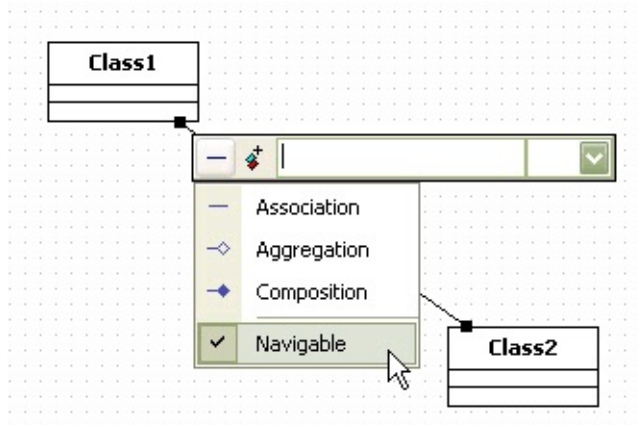 Class1
Association
Aggregation
Composition
Navigable
Class2